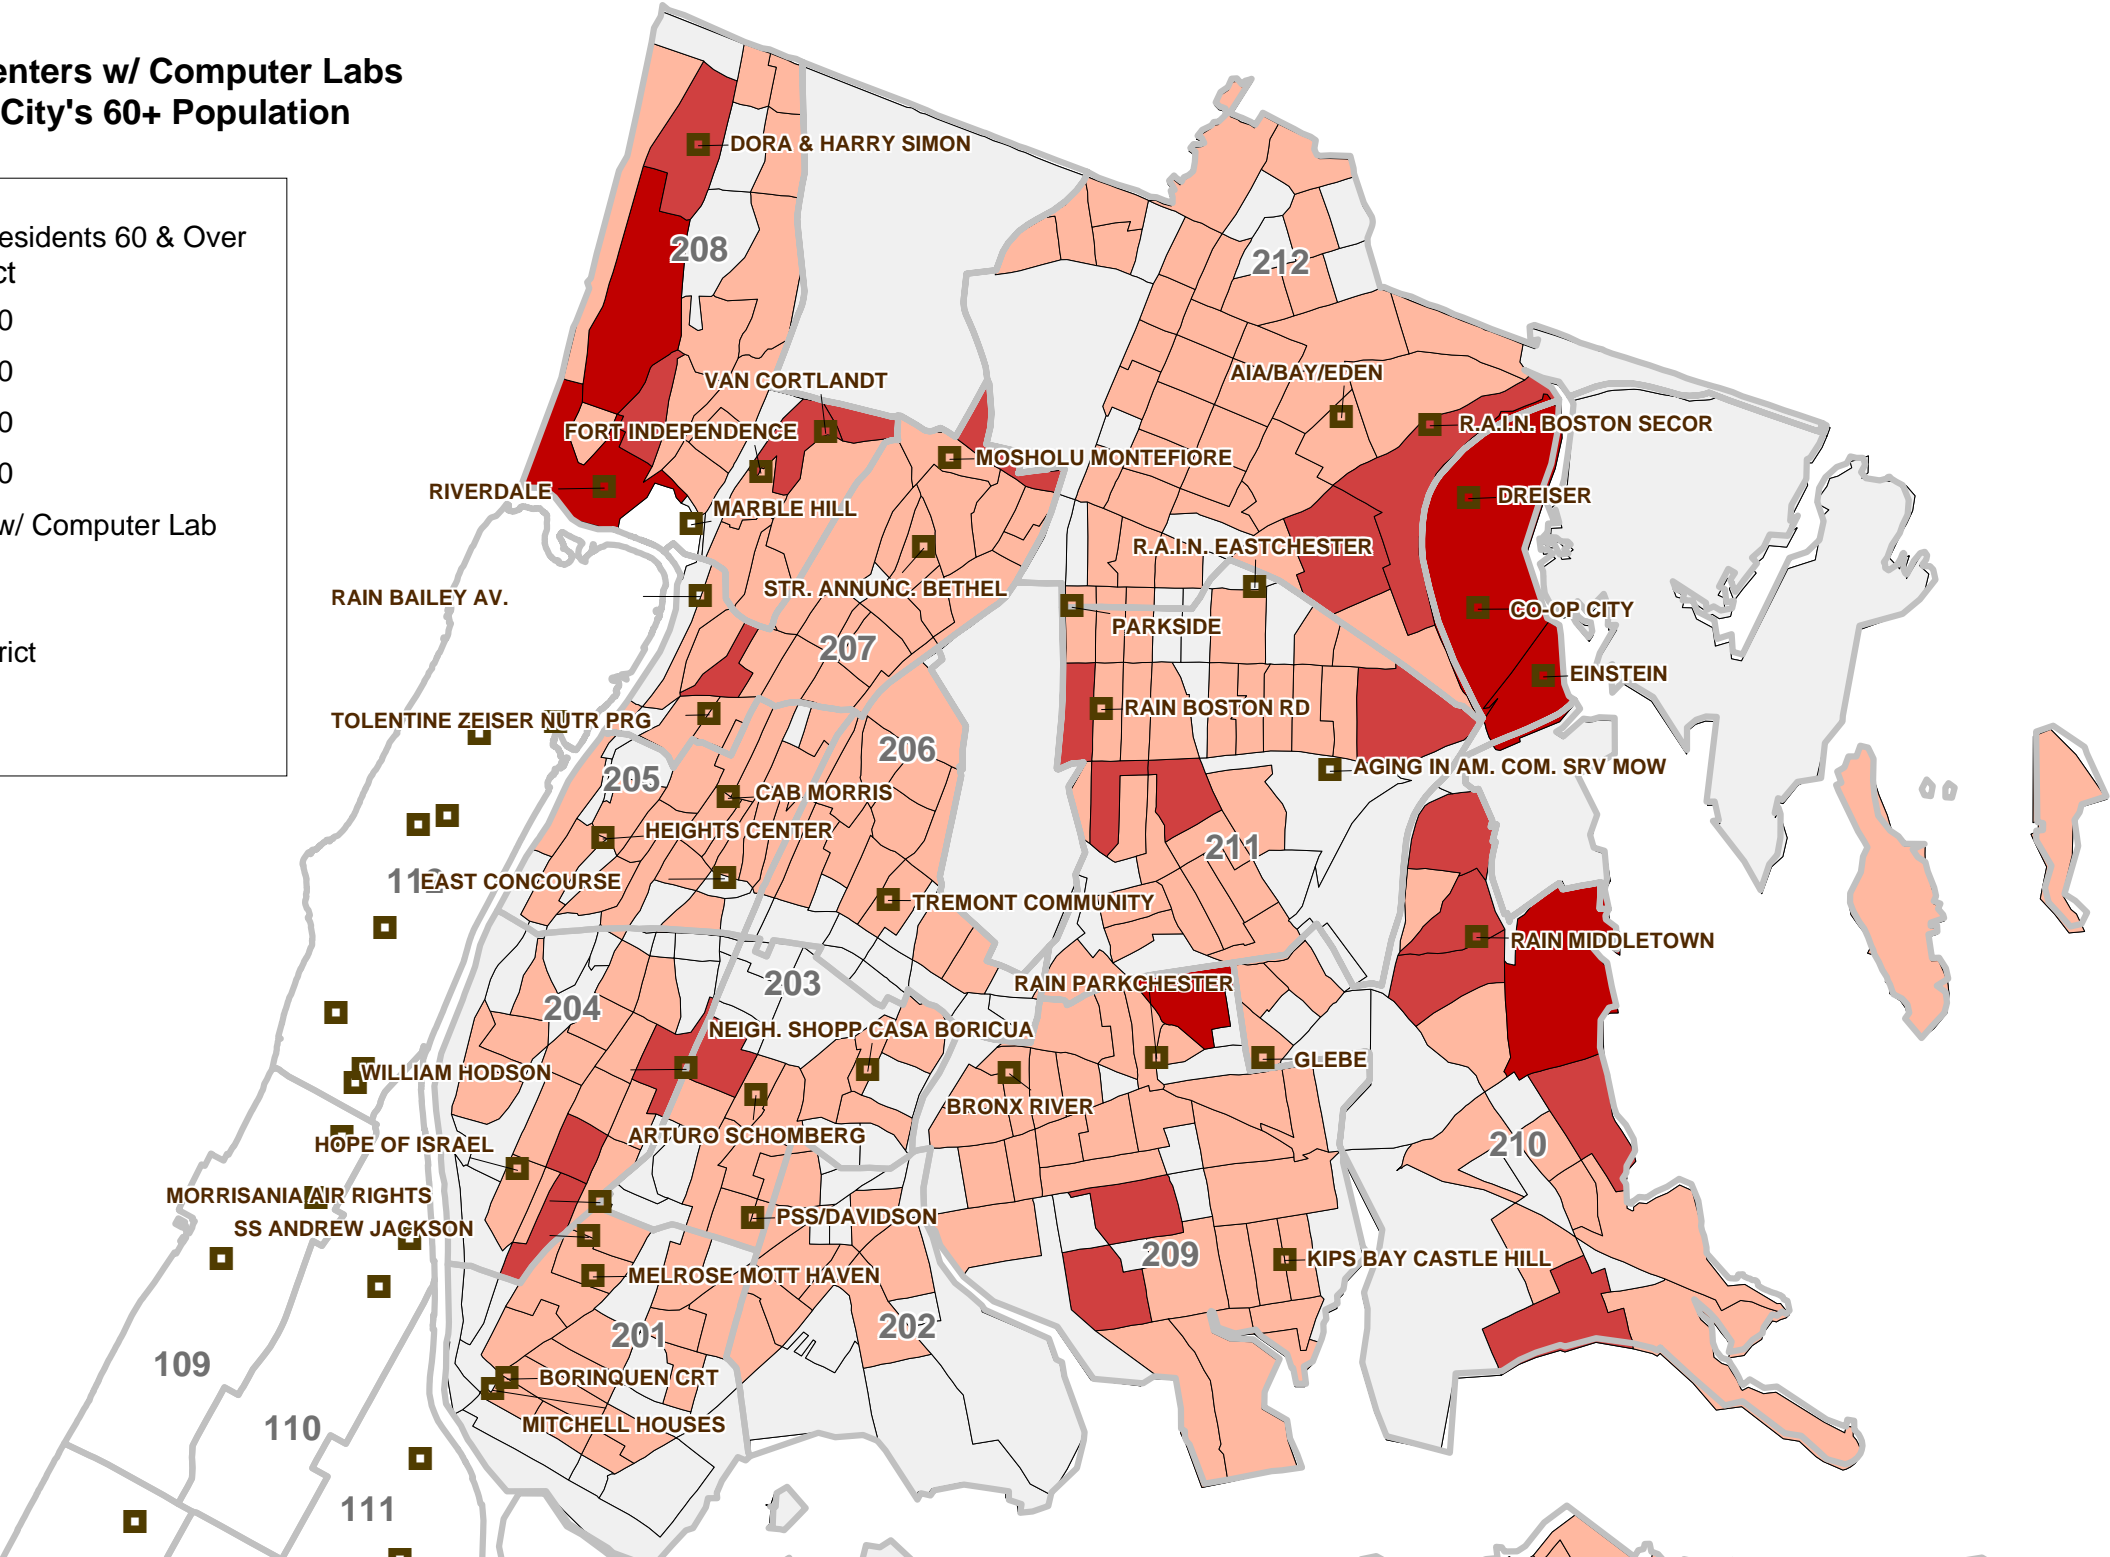 enters w/ Computer Labs
City's 60+ Population
esidents 60 & Over
ct
0
0
0
0
w/ Computer Lab
rict
DORA & HARRY SIMON
208
212
VAN CORTLANDT
AIA/BAY/EDEN
FORT INDEPENDENCE
R.A.I.N. BOSTON SECOR
MOSHOLU MONTEFIORE
RIVERDALE
DREISER
MARBLE HILL
R.A.I.N. EASTCHESTER
STR. ANNUNC. BETHEL
RAIN BAILEY AV.
CO-OP CITY
PARKSIDE
207
EINSTEIN
RAIN BOSTON RD
TOLENTINE ZEISER NUTR PRG
206
AGING IN AM. COM. SRV MOW
205
CAB MORRIS
HEIGHTS CENTER
211
112
EAST CONCOURSE
TREMONT COMMUNITY
RAIN MIDDLETOWN
203
RAIN PARKCHESTER
204
NEIGH. SHOPP CASA BORICUA
GLEBE
WILLIAM HODSON
BRONX RIVER
ARTURO SCHOMBERG
HOPE OF ISRAEL
210
MORRISANIA AIR RIGHTS
PSS/DAVIDSON
SS ANDREW JACKSON
209
KIPS BAY CASTLE HILL
MELROSE MOTT HAVEN
202
201
109
BORINQUEN CRT
MITCHELL HOUSES
110
111